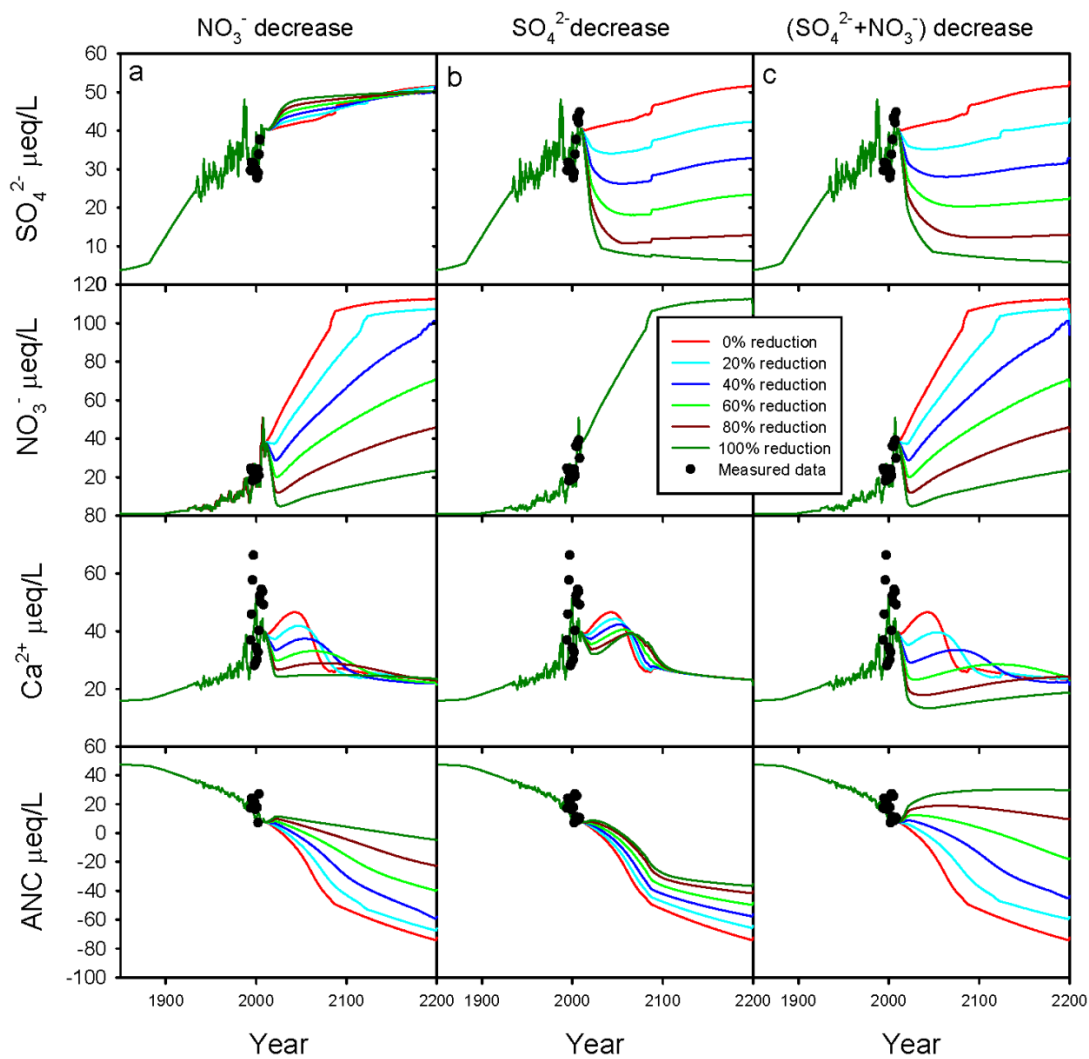 NO₃⁻ decrease
SO₄²⁻ decrease
(SO₄²⁻+NO₃⁻) decrease
a
b
c
SO₄²⁻ μeq/L
60
50
40
30
20
10
0
NO₃⁻ μeq/L
120
100
80
60
40
20
0% reduction
20% reduction
40% reduction
60% reduction
80% reduction
100% reduction
Measured data
Ca²⁺ μeq/L
80
60
40
20
ANC μeq/L
60
40
20
0
-20
-40
-60
-80
-100
1900 2000 2100 2200 1900 2000 2100 2200 1900 2000 2100 2200
Year Year Year